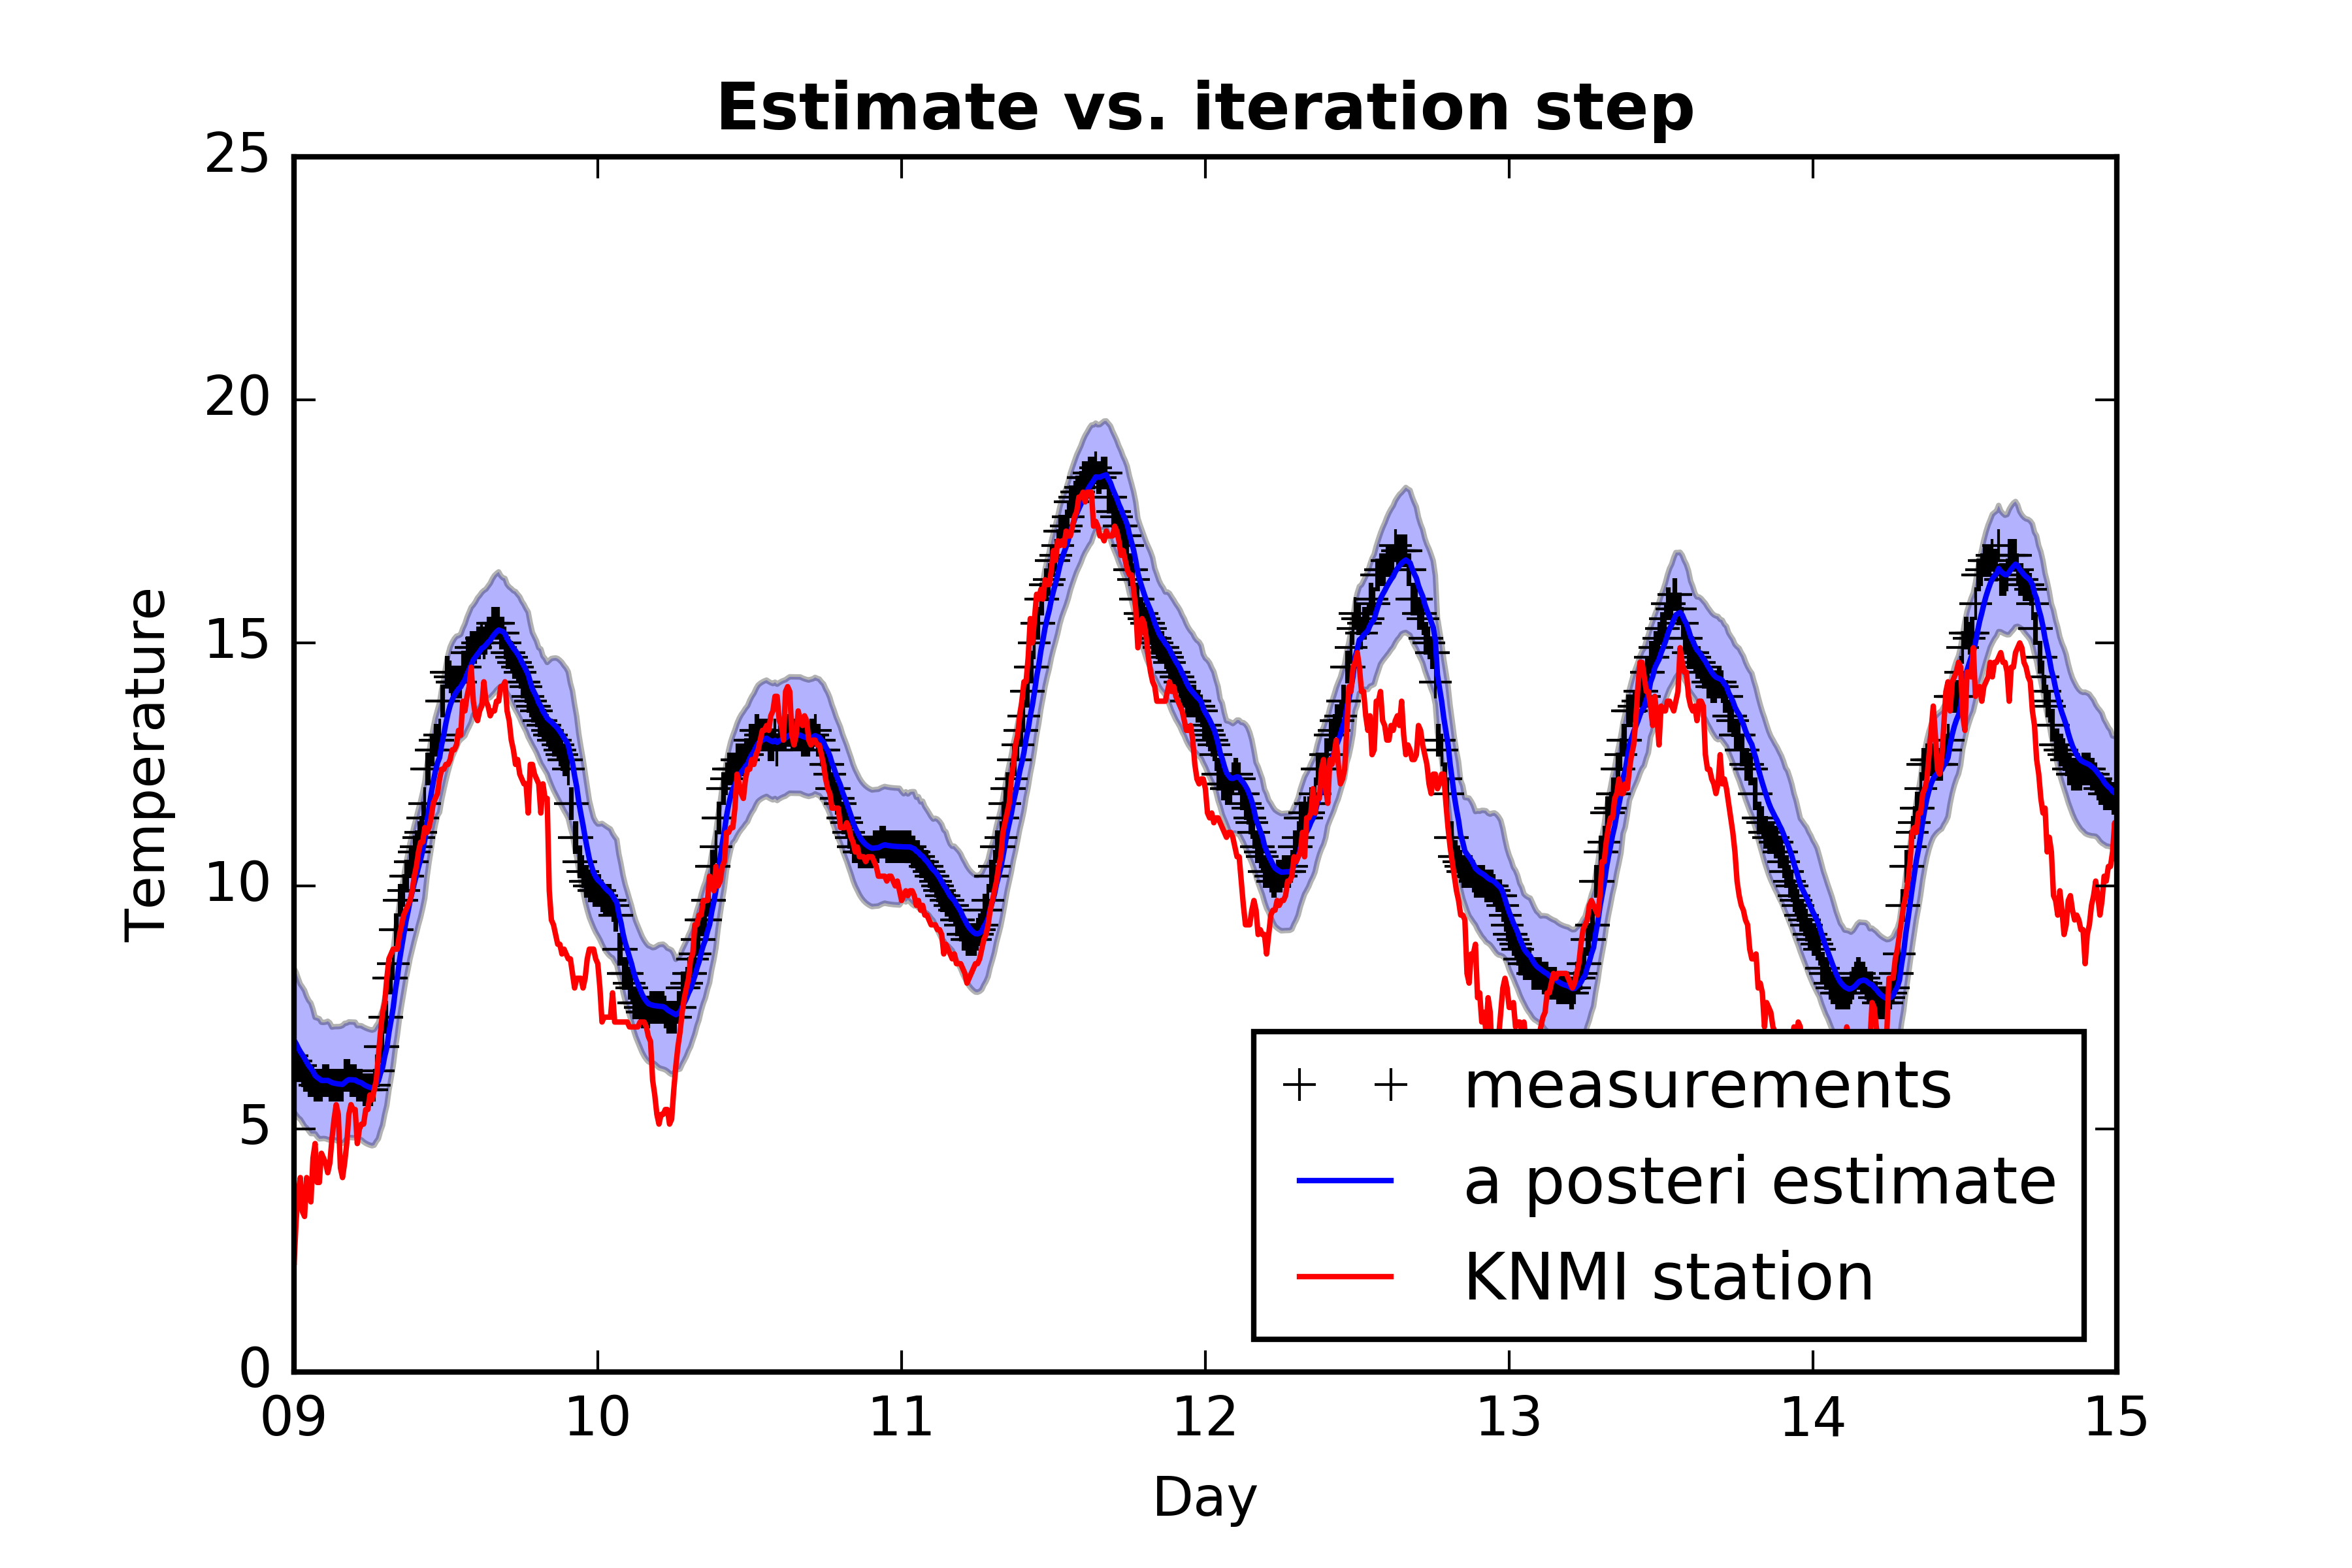 Estimate vs. iteration step
25
20
15
10
5
0
Temperature
09 10 11 12 13 14 15
Day
measurements
a posteri estimate
KNMI station